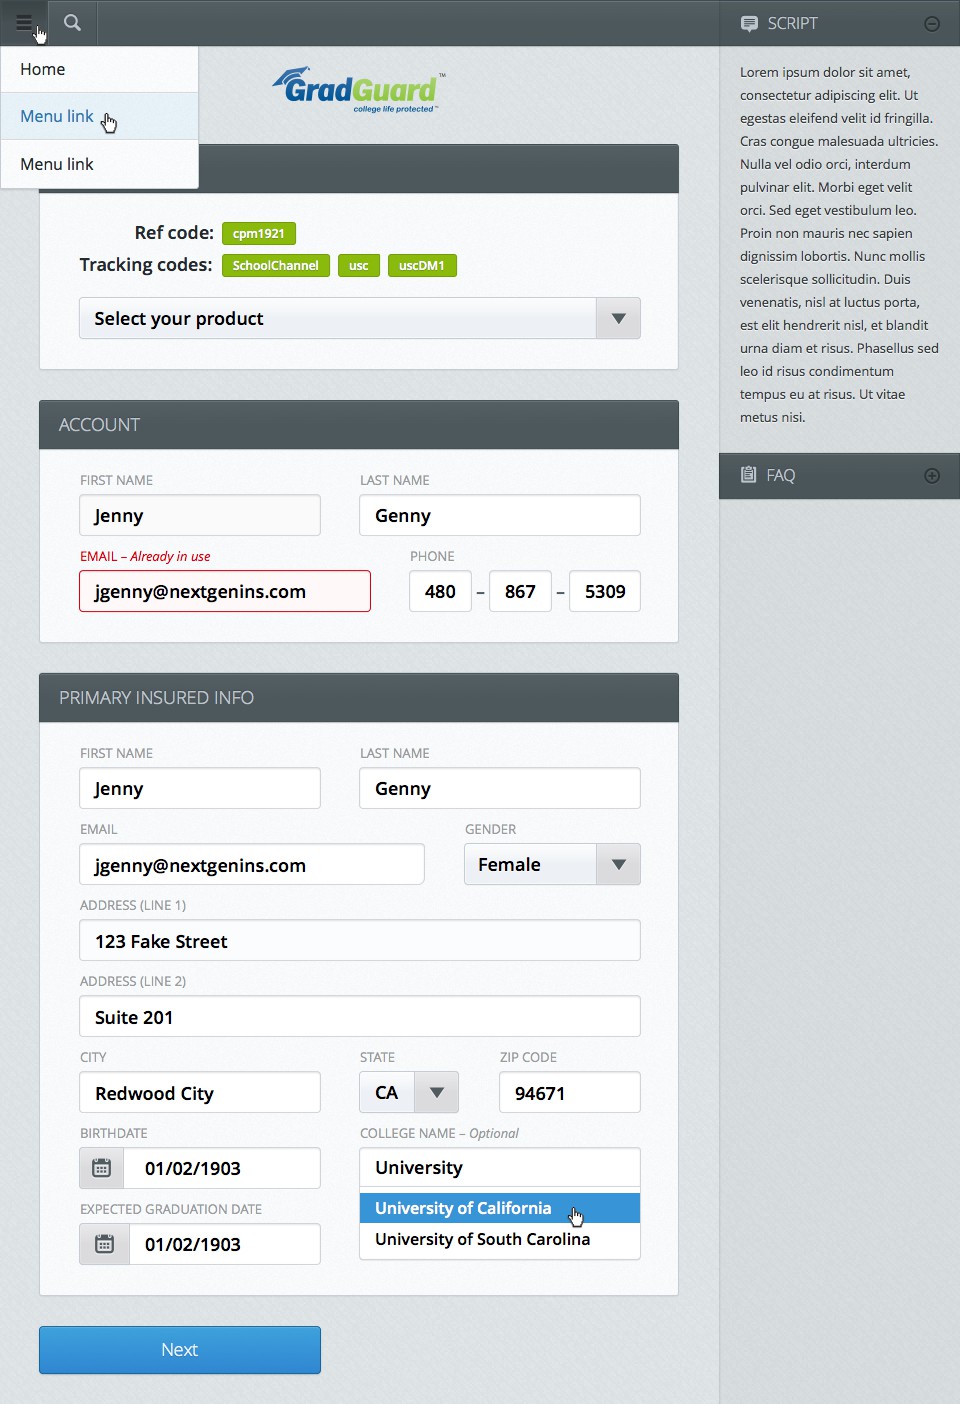 SCRIPT
Home
Menu link
Menu link
GradGuard™
college life protected™
Lorem ipsum dolor sit amet,
consectetur adipiscing elit. Ut
egestas eleifend velit id fringilla.
Cras congue malesuada ultricies.
Nulla vel odio orci, interdum
pulvinar elit. Morbi eget velit
orci. Sed eget vestibulum leo.
Proin non mauris nec sapien
dignissim lobortis. Nunc mollis
scelerisque sollicitudin. Duis
venenatis, nisl at luctus porta,
est elit hendrerit nisl, et blandit
urna diam et risus. Phasellus sed
leo id risus condimentum
tempus eu at risus. Ut vitae
metus nisi.
FAQ
Ref code: cpm1921
Tracking codes: SchoolChannel usc uscDM1
Select your product
ACCOUNT
FIRST NAME LAST NAME
Jenny Genny
EMAIL – Already in use PHONE
jgenny@nextgenins.com 480 – 867 – 5309
PRIMARY INSURED INFO
FIRST NAME LAST NAME
Jenny Genny
EMAIL GENDER
jgenny@nextgenins.com Female
ADDRESS (LINE 1)
123 Fake Street
ADDRESS (LINE 2)
Suite 201
CITY STATE ZIP CODE
Redwood City CA 94671
BIRTHDATE COLLEGE NAME – Optional
01/02/1903 University
EXPECTED GRADUATION DATE University of California
01/02/1903 University of South Carolina
Next